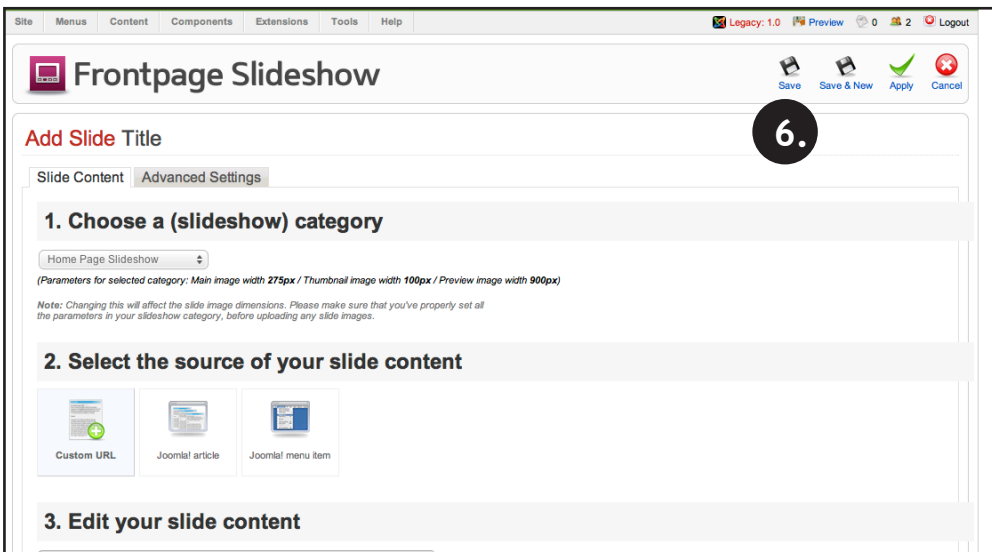 Site Menus Content Components Extensions Tools Help Legacy: 1.0 Preview 0 2 Logout
Frontpage Slideshow
Save Save & New Apply Cancel
6.
Add Slide Title
Slide Content Advanced Settings
1. Choose a (slideshow) category
Home Page Slideshow
(Parameters for selected category: Main image width 275px / Thumbnail image width 100px / Preview image width 900px)
Note: Changing this will affect the slide image dimensions. Please make sure that you've properly set all
the parameters in your slideshow category, before uploading any slide images.
2. Select the source of your slide content
Custom URL Joomla! article Joomla! menu item
3. Edit your slide content